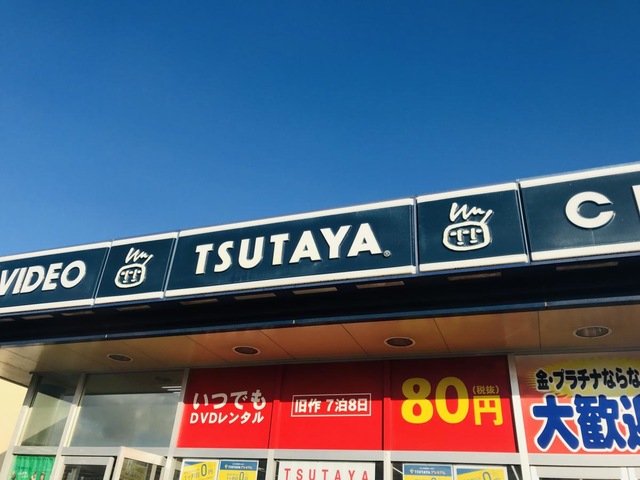 VIDEO
TSUTAYA®
C
いつでも
DVDレンタル
旧作 7泊8日
80円
(税抜)
金・プラチナならな
大歓迎
TSUTAYA